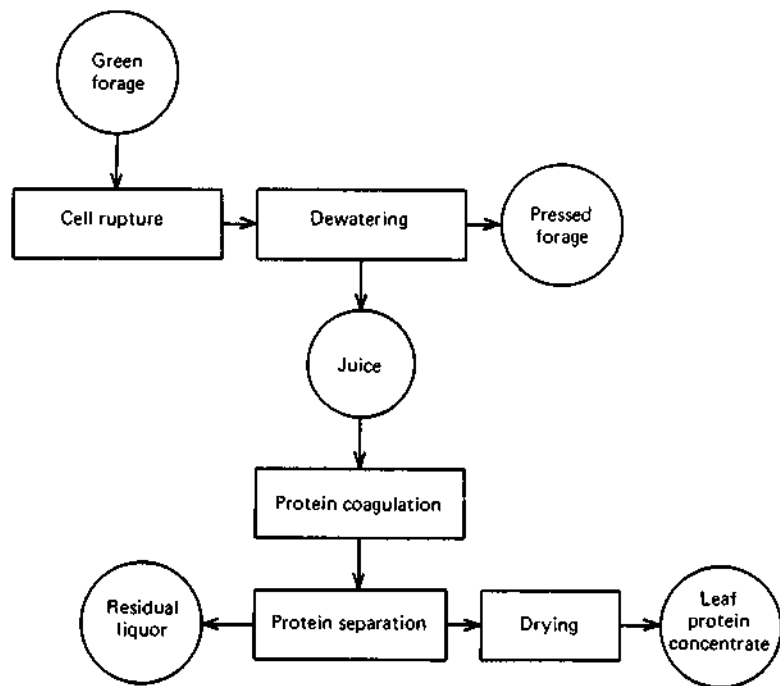 Green
forage
Cell rupture
Dewatering
Pressed
forage
Juice
Protein coagulation
Residual
liquor
Protein separation
Drying
Leaf
protein
concentrate